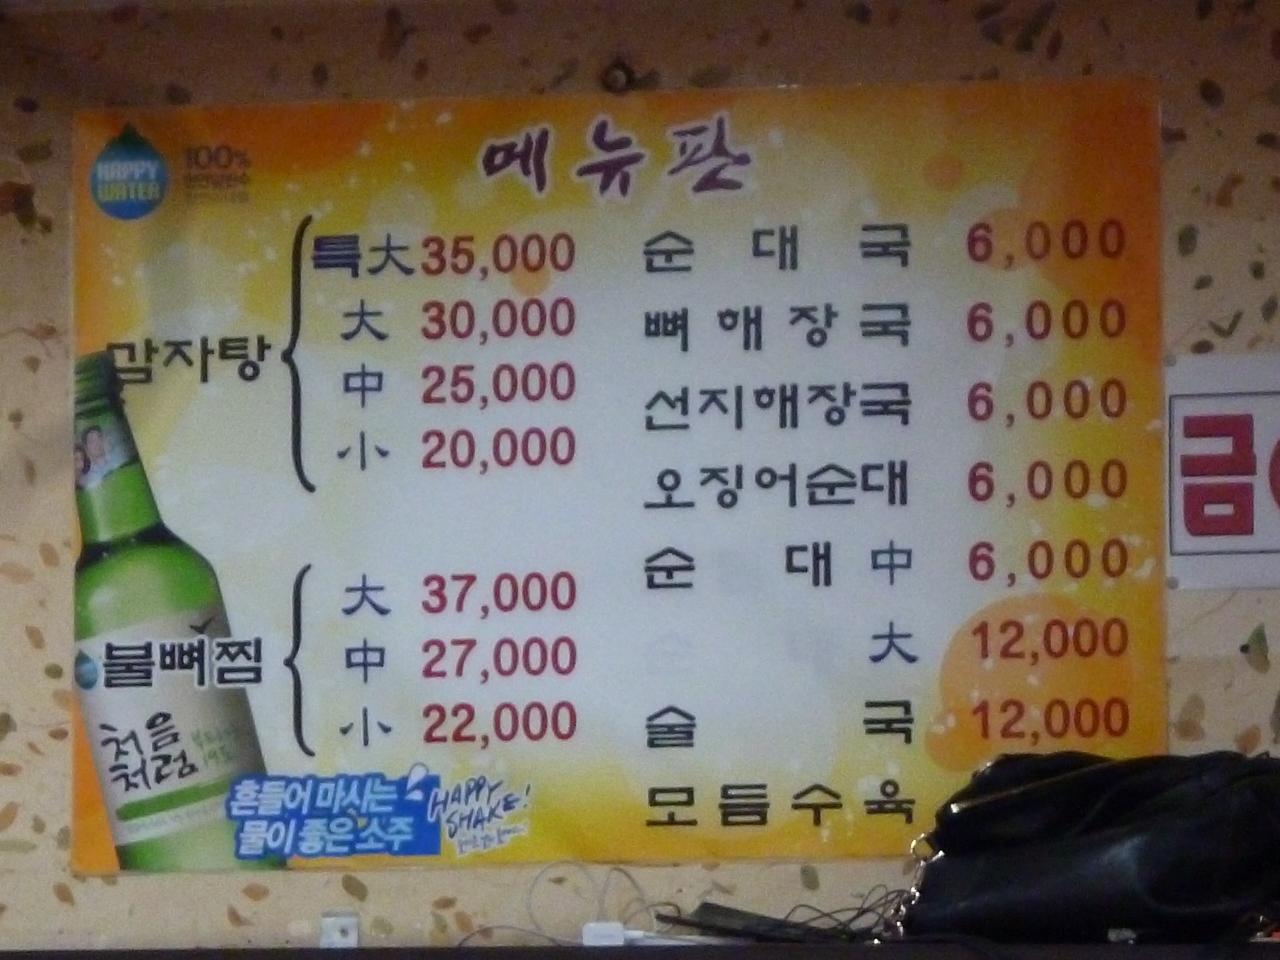 메뉴판
HAPPY
WATER
100%
감자탕
특大 35,000
大 30,000
中 25,000
小 20,000
불뼈찜
大 37,000
中 27,000
小 22,000
순대국 6,000
뼈해장국 6,000
선지해장국 6,000
오징어순대 6,000
순대 中 6,000
大 12,000
술국 12,000
모듬수육
처음
처럼
흔들어 마시는
물이 좋은 소주
HAPPY
SHAKE!
금